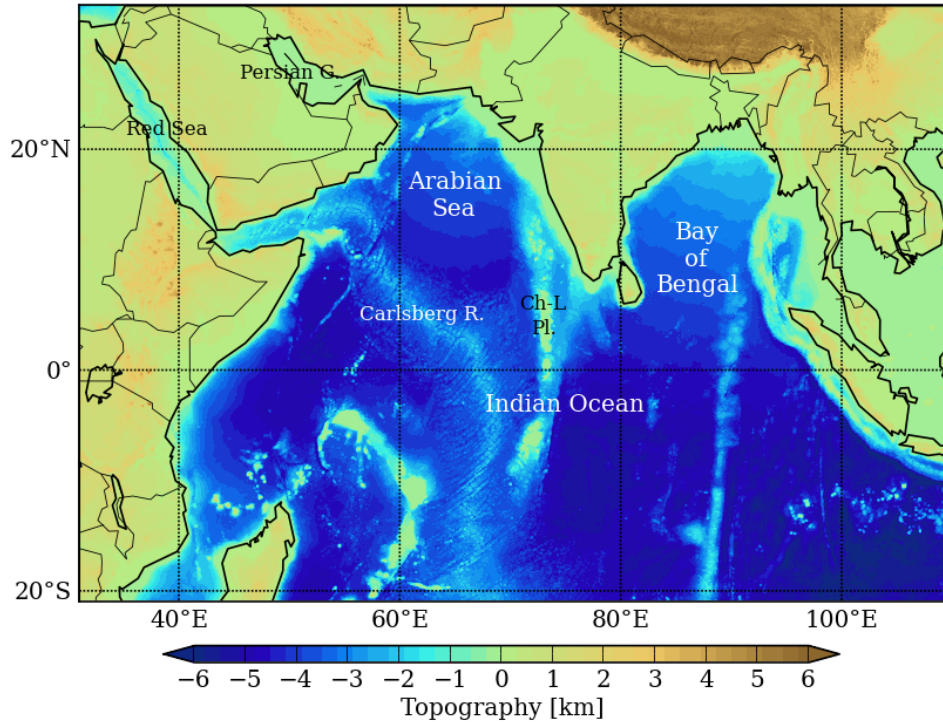 Persian G.
Red Sea
20°N
Arabian
Sea
Bay
of
Bengal
Ch-L
Pl.
Carlsberg R.
0°
Indian Ocean
20°S
40°E 60°E 80°E 100°E
−6 −5 −4 −3 −2 −1 0 1 2 3 4 5 6
Topography [km]